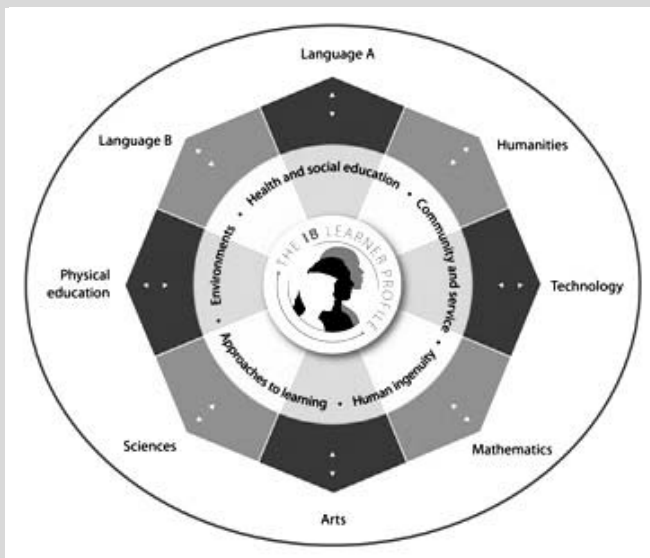 Language A
Language B
Humanities
Health and social education
•
Community and service
•
Human ingenuity
•
Approaches to learning
•
Environments
•
THE IB LEARNER PROFILE
Physical
education
Technology
Sciences
Mathematics
Arts